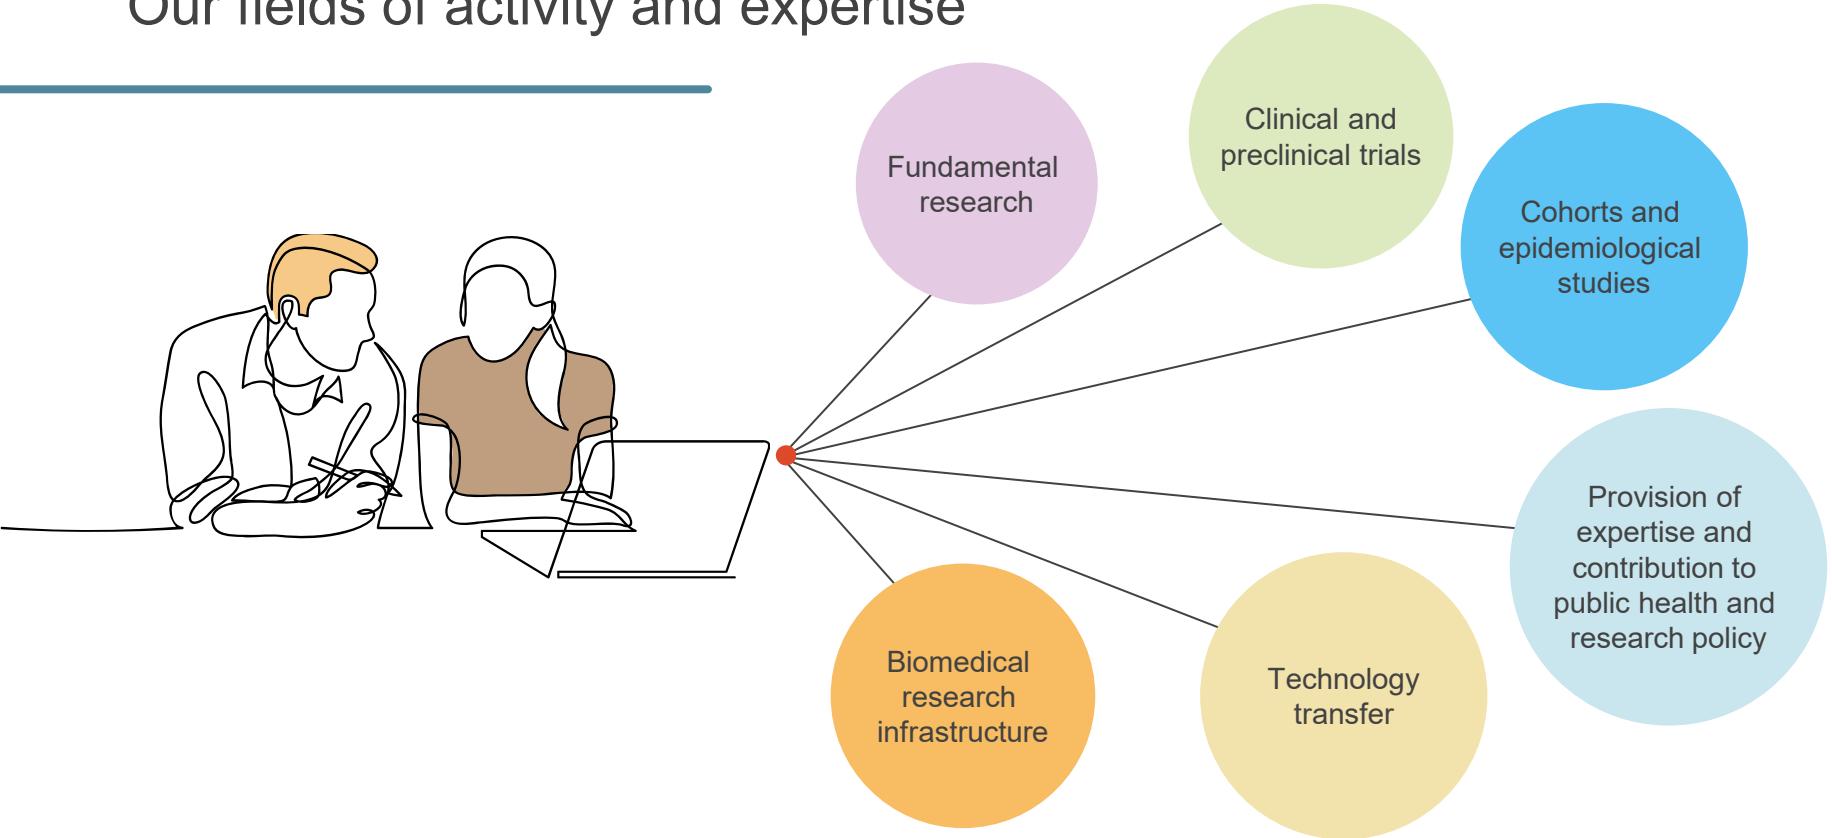 Our fields of activity and expertise
Fundamental
research
Clinical and
preclinical trials
Cohorts and
epidemiological
studies
Provision of
expertise and
contribution to
public health and
research policy
Technology
transfer
Biomedical
research
infrastructure